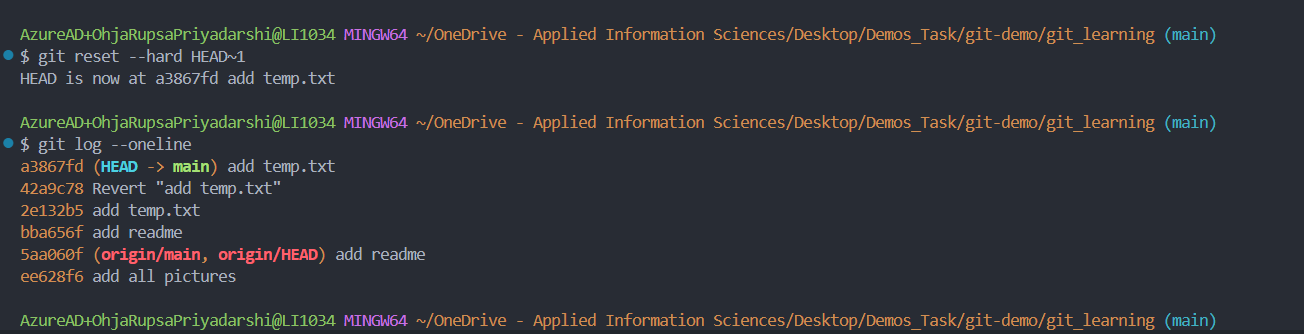 AzureAD+OhjaRupsaPriyadarshi@LI1034 MINGW64 ~/OneDrive - Applied Information Sciences/Desktop/Demos_Task/git-demo/git_learning (main)
$ git reset --hard HEAD~1
HEAD is now at a3867fd add temp.txt
AzureAD+OhjaRupsaPriyadarshi@LI1034 MINGW64 ~/OneDrive - Applied Information Sciences/Desktop/Demos_Task/git-demo/git_learning (main)
$ git log --oneline
a3867fd (HEAD -> main) add temp.txt
42a9c78 Revert "add temp.txt"
2e132b5 add temp.txt
bba656f add readme
5aa060f (origin/main, origin/HEAD) add readme
ee628f6 add all pictures
AzureAD+OhjaRupsaPriyadarshi@LI1034 MINGW64 ~/OneDrive - Applied Information Sciences/Desktop/Demos_Task/git-demo/git_learning (main)